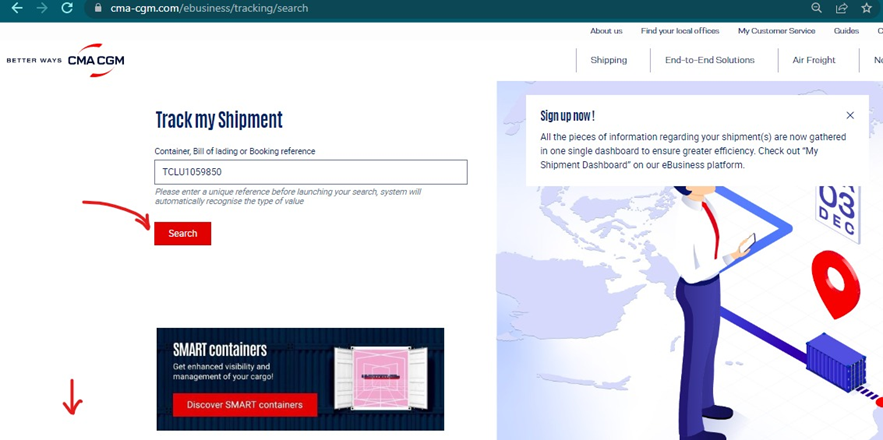 cma-cgm.com/ebusiness/tracking/search
About us Find your local offices My Customer Service Guides
BETTER WAYS CMA CGM
Shipping End-to-End Solutions Air Freight
Track my Shipment
Container, Bill of lading or Booking reference
TCLU1059850
Please enter a unique reference before launching your search, system will
automatically recognise the type of value
Search
Sign up now !
All the pieces of information regarding your shipment(s) are now gathered
in one single dashboard to ensure greater efficiency. Check out "My
Shipment Dashboard" on our eBusiness platform.
03
DEC
SMART containers
Get enhanced visibility and
management of your cargo!
Discover SMART containers